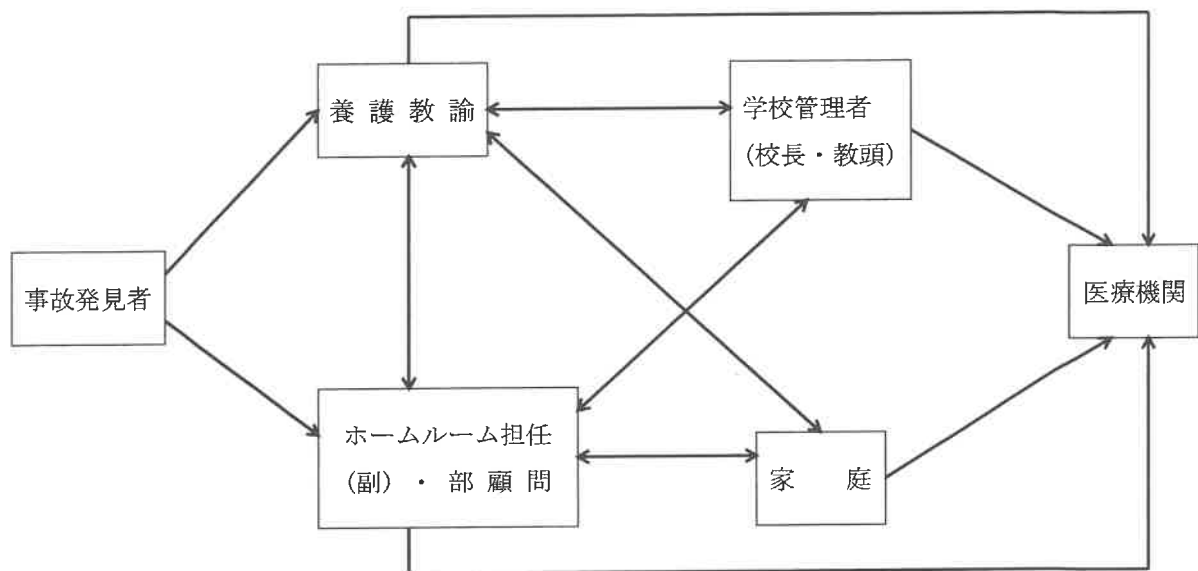 養護教諭
学校管理者
(校長・教頭)
事故発見者
医療機関
ホームルーム担任
(副)・部顧問
家庭